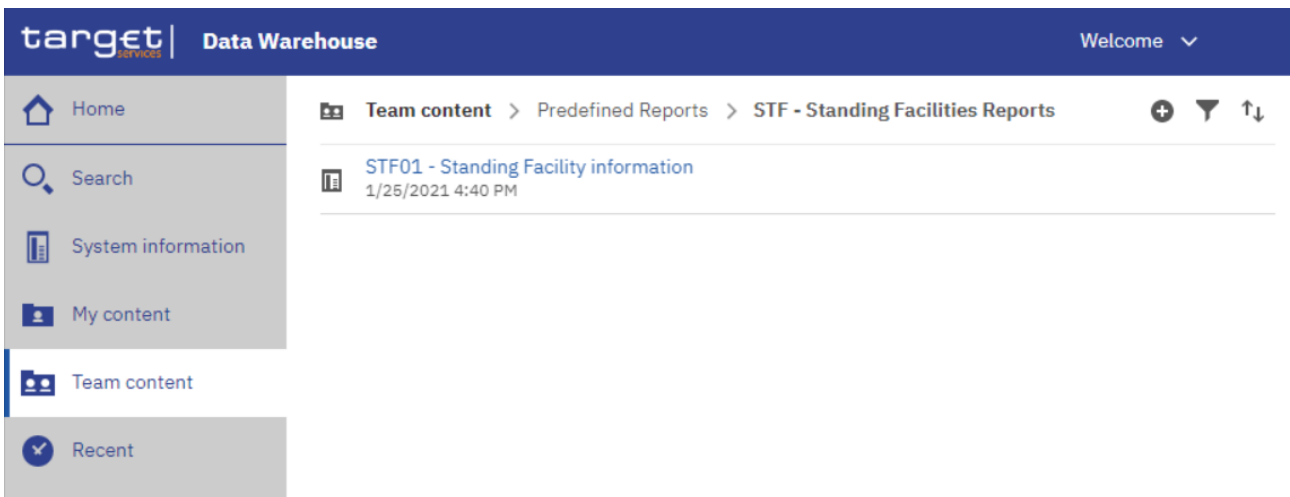 target services | Data Warehouse Welcome
Home
Team content > Predefined Reports > STF - Standing Facilities Reports
Search
STF01 - Standing Facility information
1/25/2021 4:40 PM
System information
My content
Team content
Recent